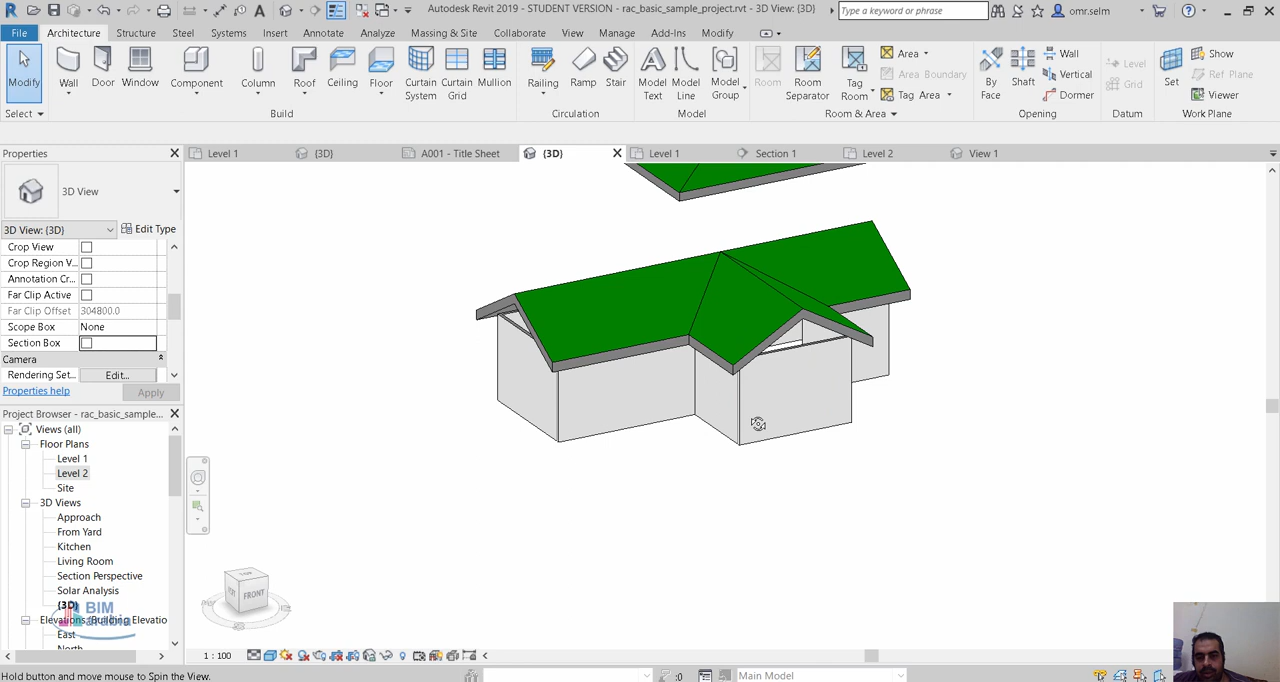 Autodesk Revit 2019 - STUDENT VERSION - rac_basic_sample_project.rvt - 3D View: {3D}
Type a keyword or phrase
omr.selm
File Architecture Structure Steel Systems Insert Annotate Analyze Massing & Site Collaborate View Manage Add-Ins Modify
Modify Wall Door Window Component Column Roof Ceiling Floor Curtain System Curtain Grid Mullion Railing Ramp Stair Model Text Model Line Model Group Room Room Separator Tag Room Area Area Boundary Tag Area By Face Shaft Wall Vertical Dormer Level Grid Set Show Ref Plane Viewer
Select Build Circulation Model Room & Area Opening Datum Work Plane
Properties
Level 1 {3D} A001 - Title Sheet {3D} Level 1 Section 1 Level 2 View 1
3D View
3D View: {3D} Edit Type
Crop View
Crop Region V...
Annotation Cr...
Far Clip Active
Far Clip Offset 304800.0
Scope Box None
Section Box
Camera
Rendering Set... Edit...
Properties help Apply
Project Browser - rac_basic_sample_project...
Views (all)
Floor Plans
Level 1
Level 2
Site
3D Views
Approach
From Yard
Kitchen
Living Room
Section Perspective
Solar Analysis
{3D}
BIM
arabia
Elevations (Building Elevatio
East
North
FRONT
1 : 100
Hold button and move mouse to Spin the View.
:0
Main Model